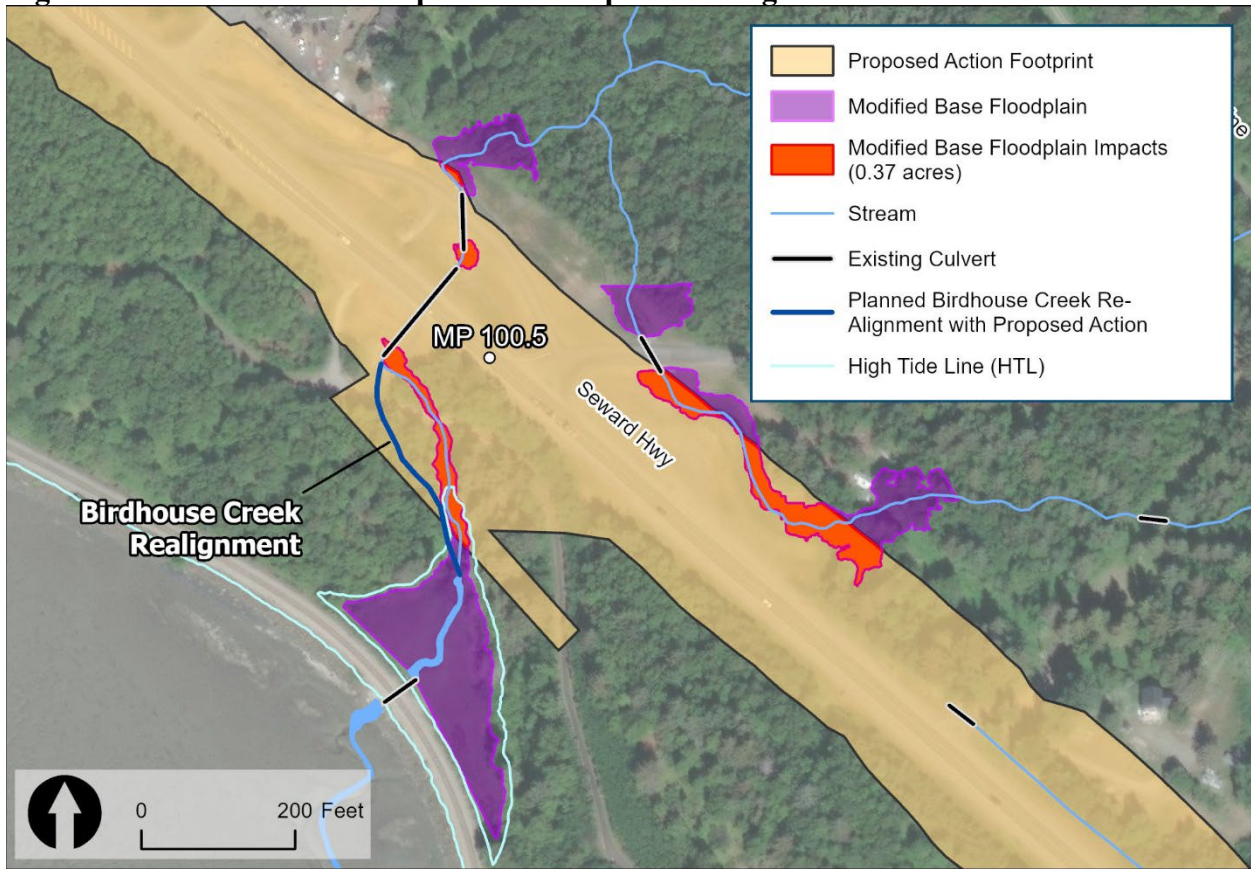 Proposed Action Footprint
Modified Base Floodplain
Modified Base Floodplain Impacts
(0.37 acres)
Stream
Existing Culvert
Planned Birdhouse Creek Re-
Alignment with Proposed Action
High Tide Line (HTL)
MP 100.5
Seward Hwy
Birdhouse Creek
Realignment
0
200 Feet